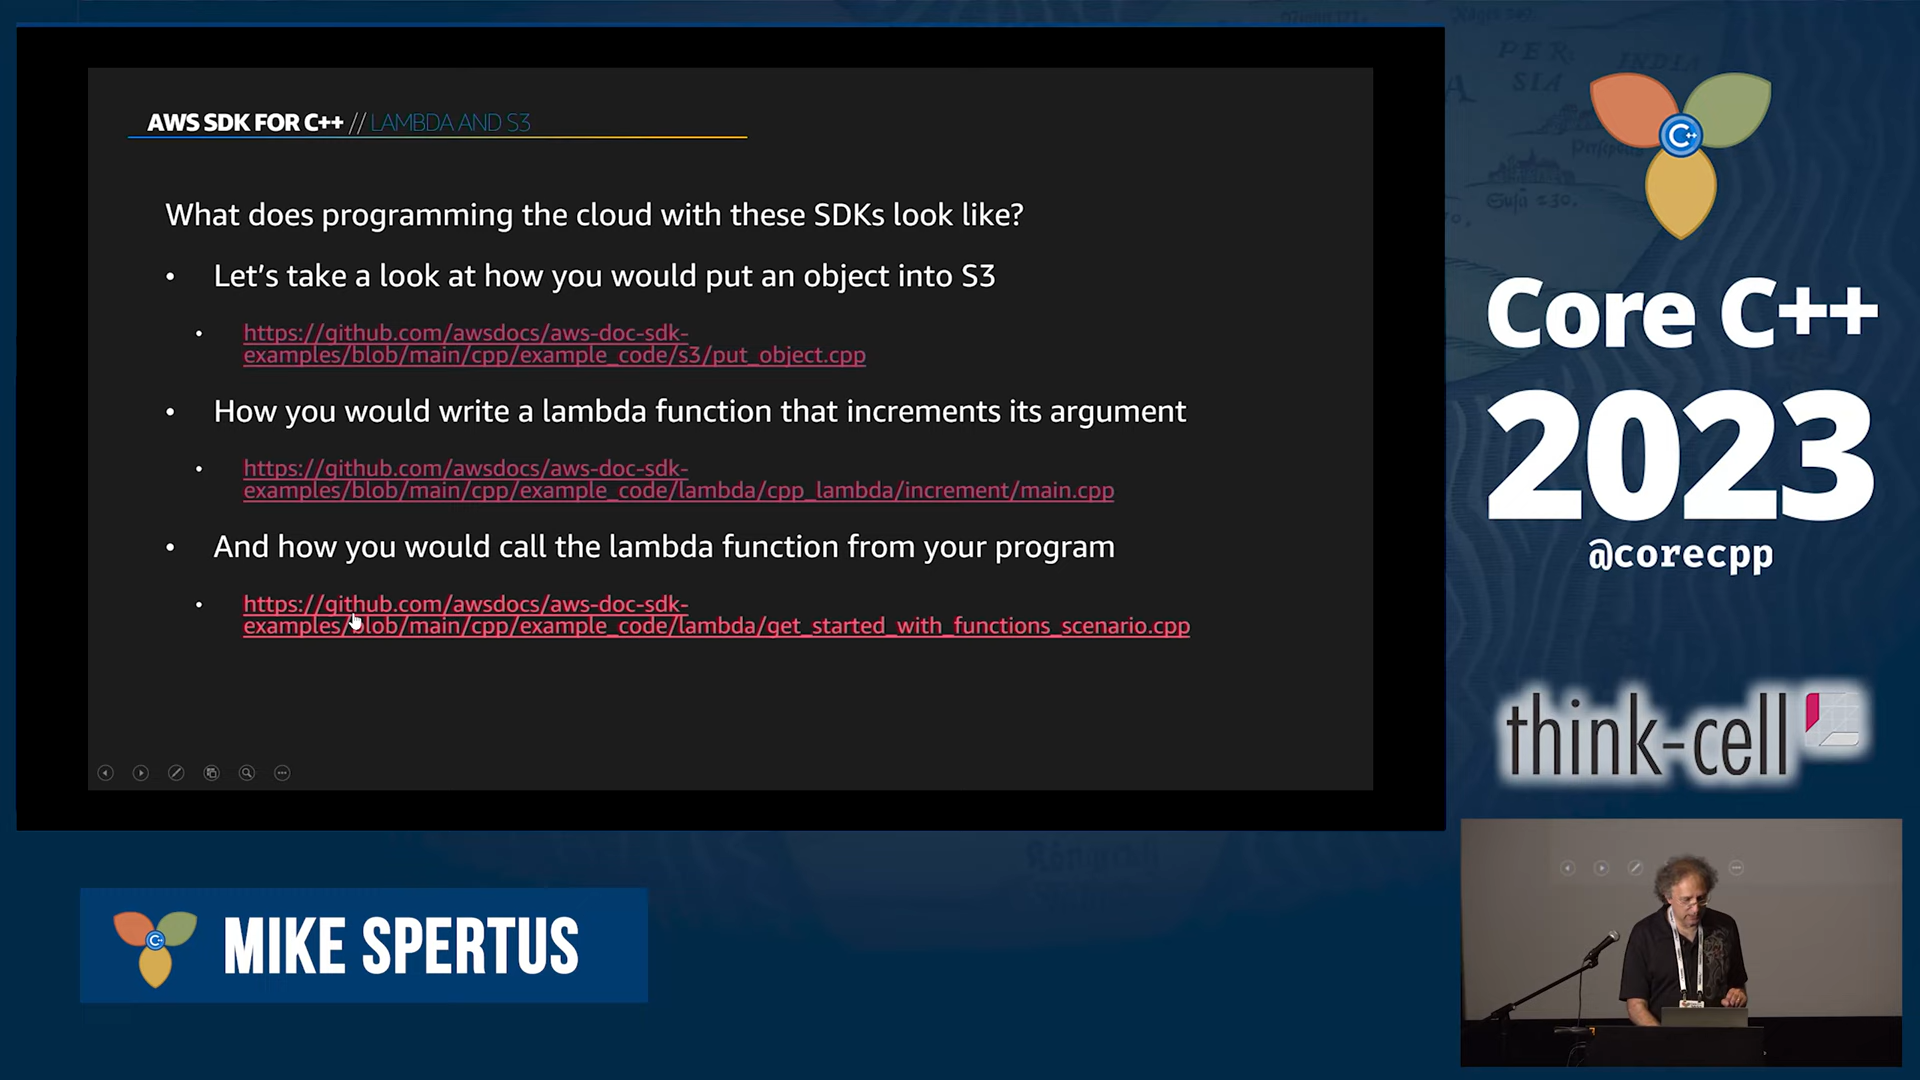 AWS SDK FOR C++ // LAMBDA AND S3
What does programming the cloud with these SDKs look like?
• Let's take a look at how you would put an object into S3
• https://github.com/awsdocs/aws-doc-sdk-
examples/blob/main/cpp/example_code/s3/put_object.cpp
• How you would write a lambda function that increments its argument
• https://github.com/awsdocs/aws-doc-sdk-
examples/blob/main/cpp/example_code/lambda/cpp_lambda/increment/main.cpp
• And how you would call the lambda function from your program
• https://github.com/awsdocs/aws-doc-sdk-
examples/blob/main/cpp/example_code/lambda/get_started_with_functions_scenario.cpp
PER
SIA
INDIA
C++
Core C++
2023
@corecpp
think-cell
C++
MIKE SPERTUS